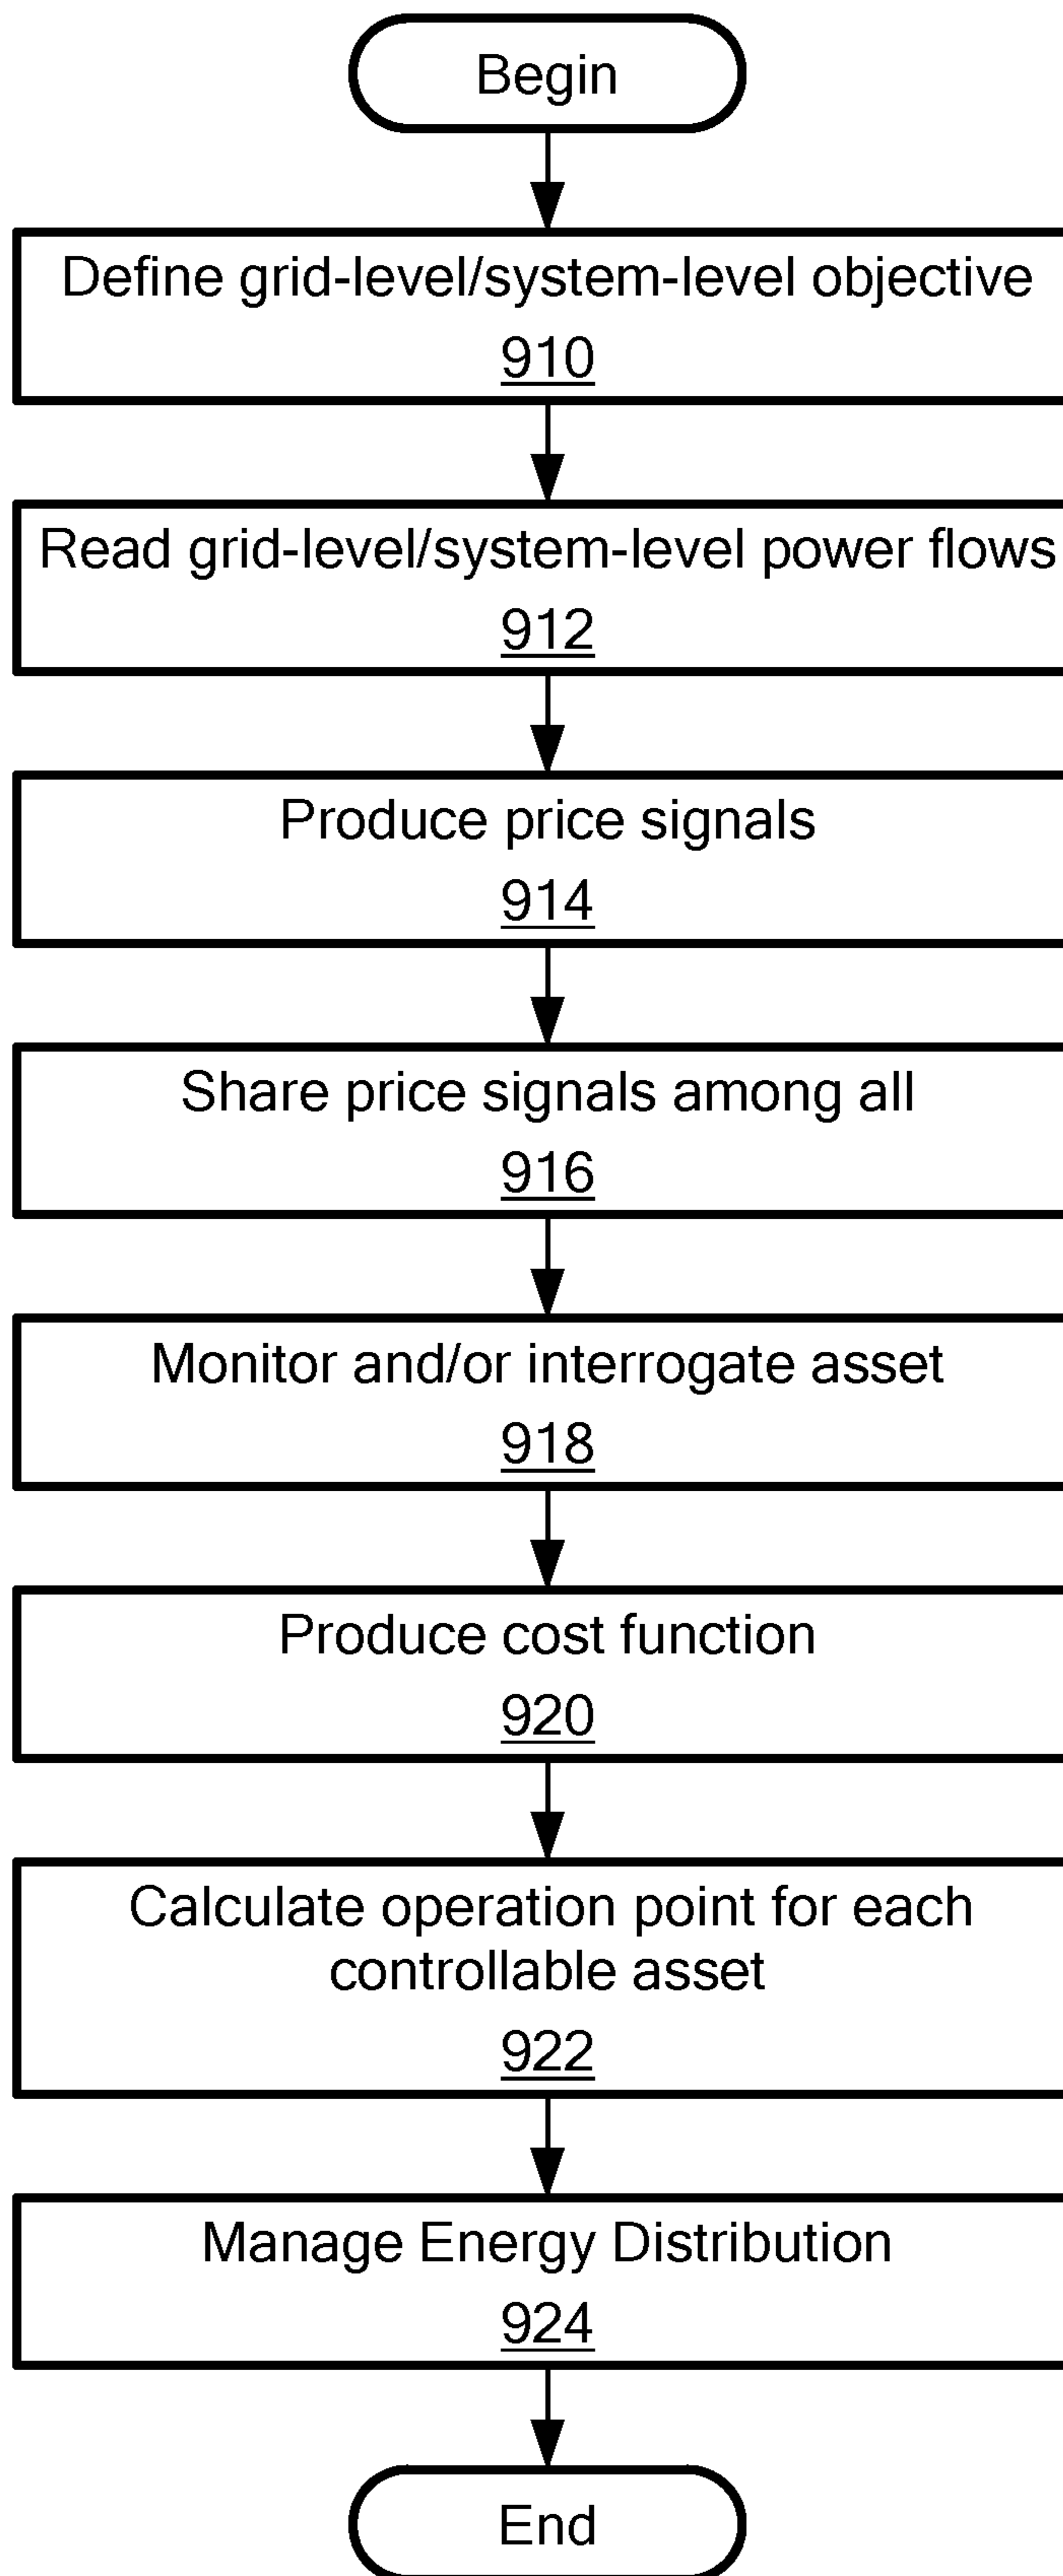 Begin
Define grid-level/system-level objective
910
Read grid-level/system-level power flows
912
Produce price signals
914
Share price signals among all
916
Monitor and/or interrogate asset
918
Produce cost function
920
Calculate operation point for each
controllable asset
922
Manage Energy Distribution
924
End